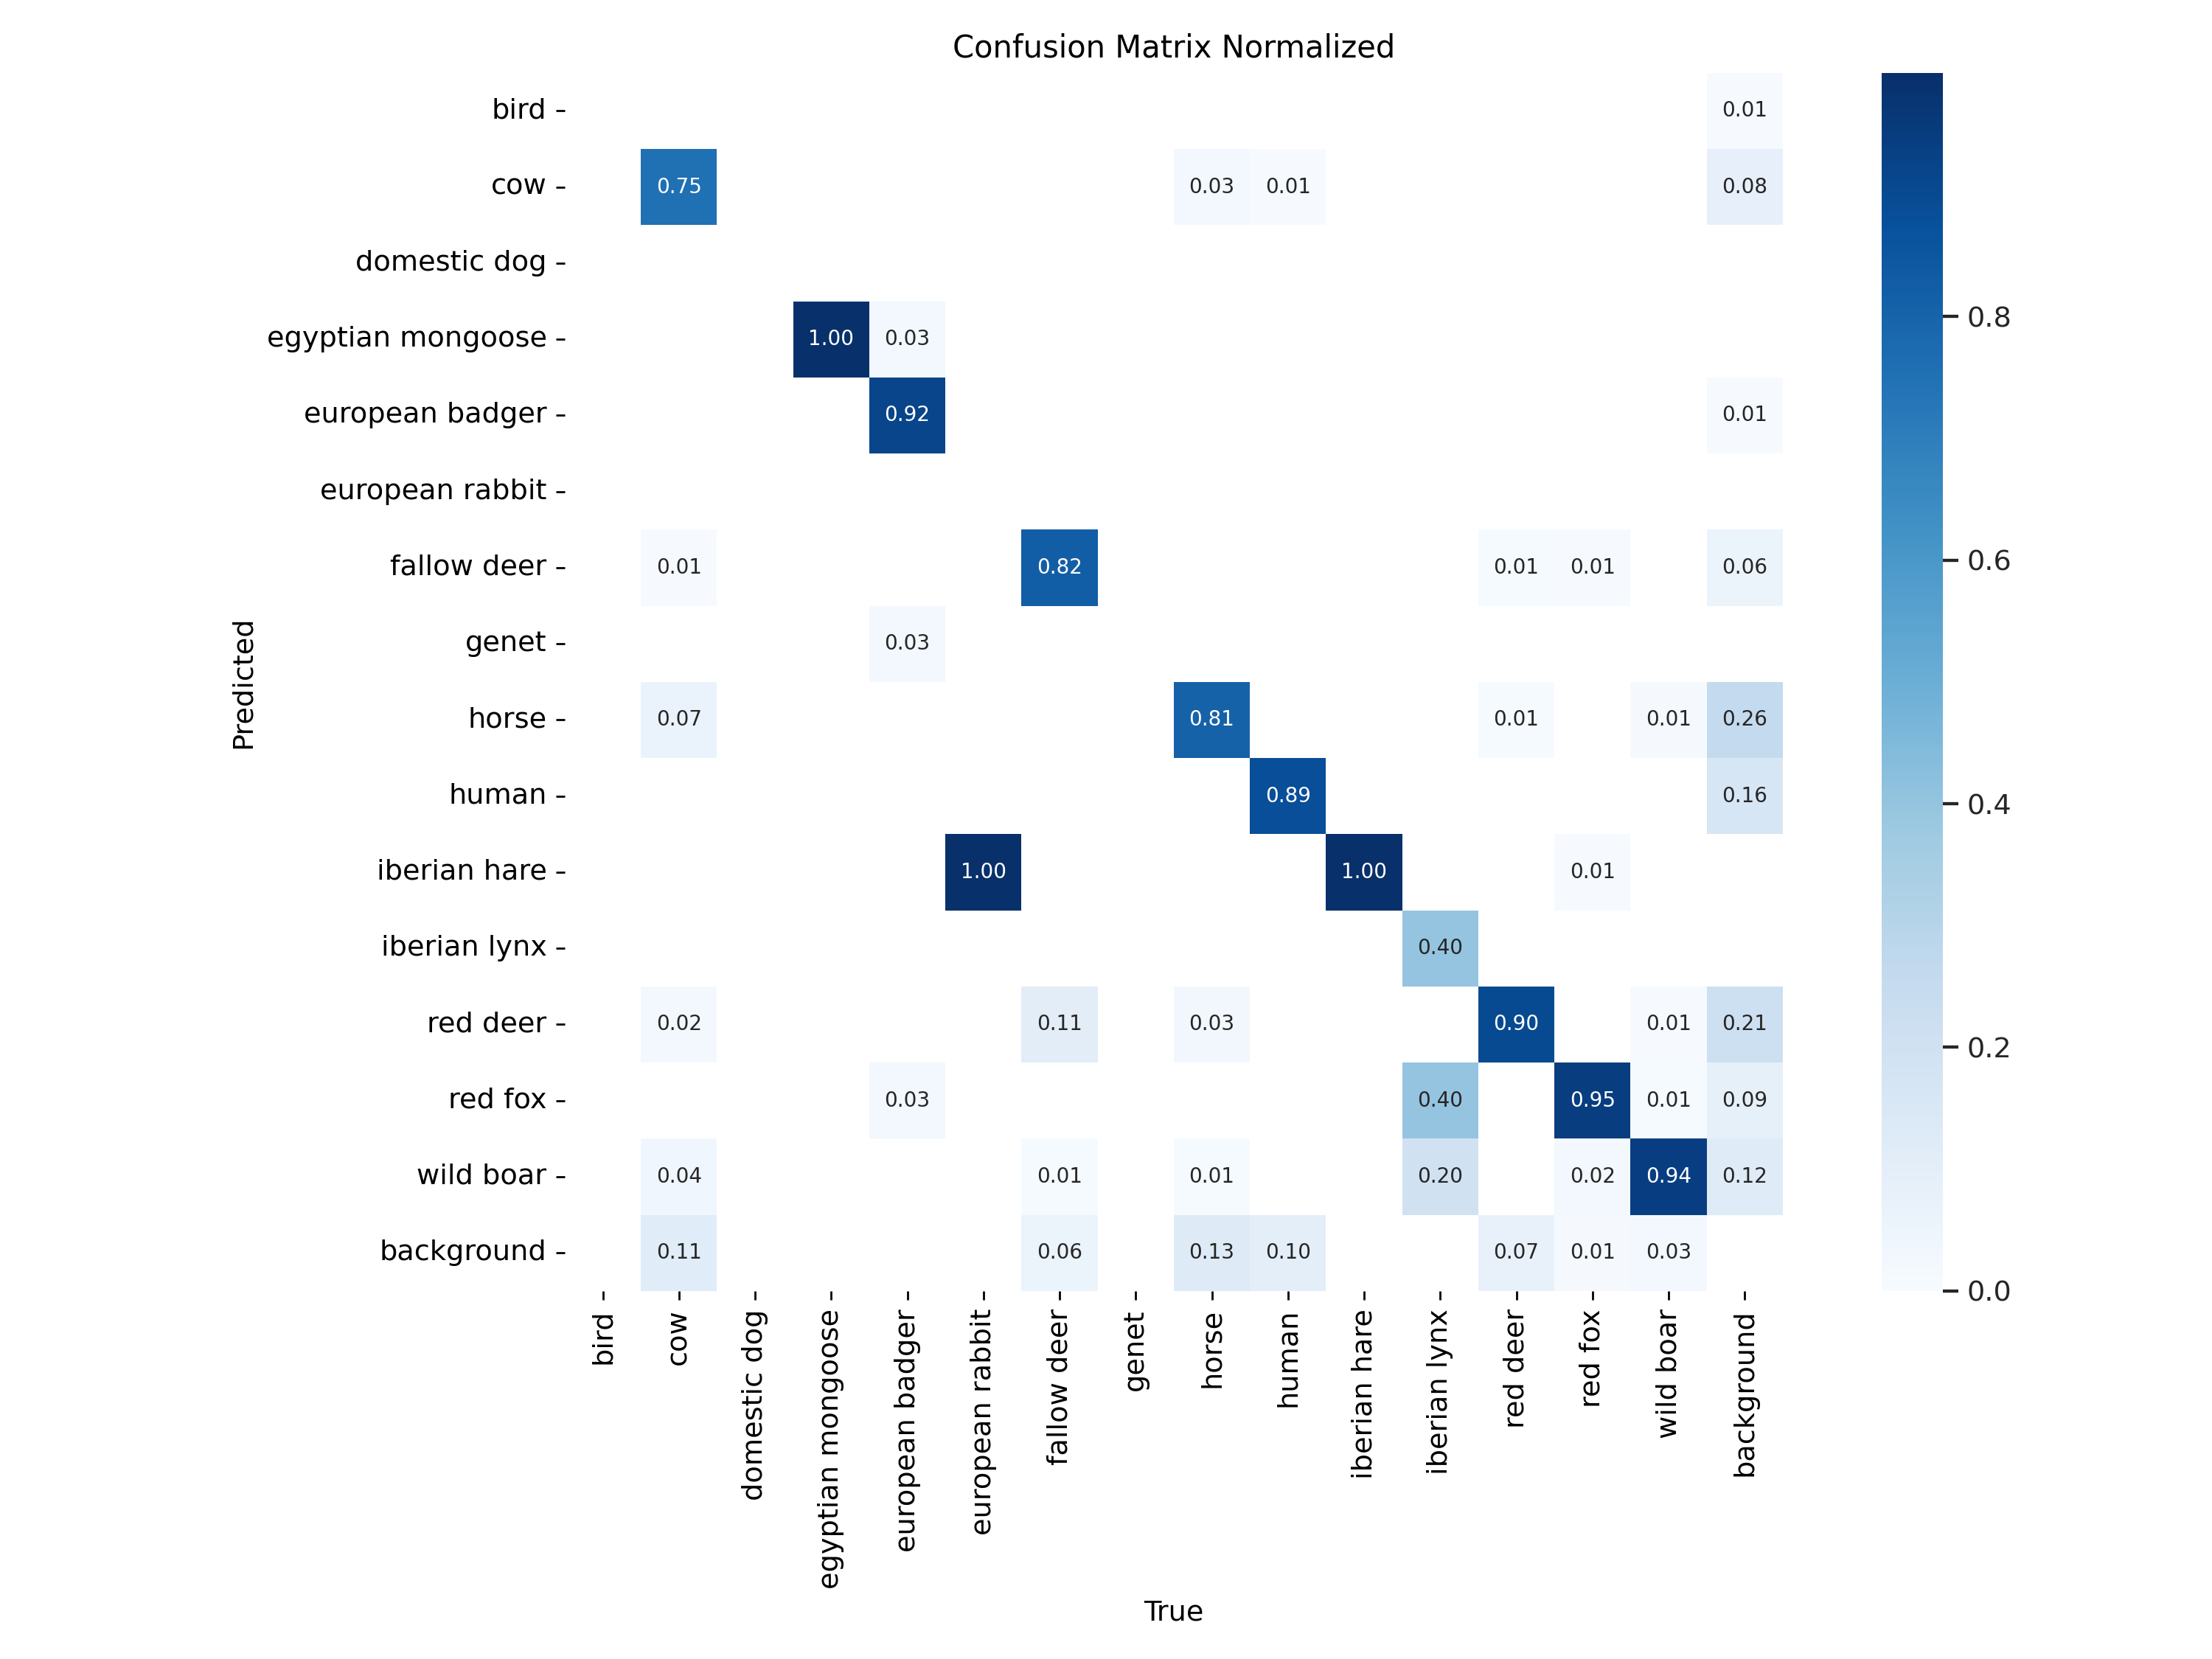 Confusion Matrix Normalized
bird 0.01
cow 0.75 0.03 0.01 0.08
domestic dog
egyptian mongoose 1.00 0.03
european badger 0.92 0.01
european rabbit
fallow deer 0.01 0.82 0.01 0.01 0.06
genet 0.03
horse 0.07 0.81 0.01 0.01 0.26
human 0.89 0.16
iberian hare 1.00 1.00 0.01
iberian lynx 0.40
red deer 0.02 0.11 0.03 0.90 0.01 0.21
red fox 0.03 0.40 0.95 0.01 0.09
wild boar 0.04 0.01 0.01 0.20 0.02 0.94 0.12
background 0.11 0.06 0.13 0.10 0.07 0.01 0.03
Predicted
bird
cow
domestic dog
egyptian mongoose
european badger
european rabbit
fallow deer
genet
horse
human
iberian hare
iberian lynx
red deer
red fox
wild boar
background
True
0.8
0.6
0.4
0.2
0.0